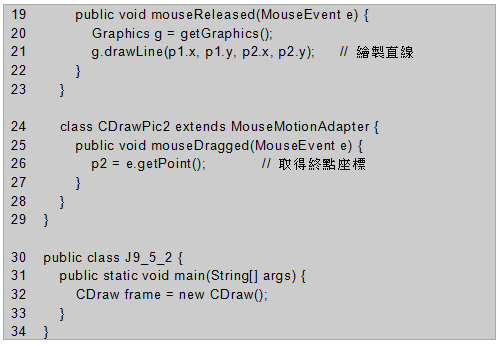 19 public void mouseReleased(MouseEvent e) {
20 Graphics g = getGraphics();
21 g.drawLine(p1.x, p1.y, p2.x, p2.y); // 繪製直線
22 }
23 }
24 class CDrawPic2 extends MouseMotionAdapter {
25 public void mouseDragged(MouseEvent e) {
26 p2 = e.getPoint(); // 取得終點座標
27 }
28 }
29 }
30 public class J9_5_2 {
31 public static void main(String[] args) {
32 CDraw frame = new CDraw();
33 }
34 }